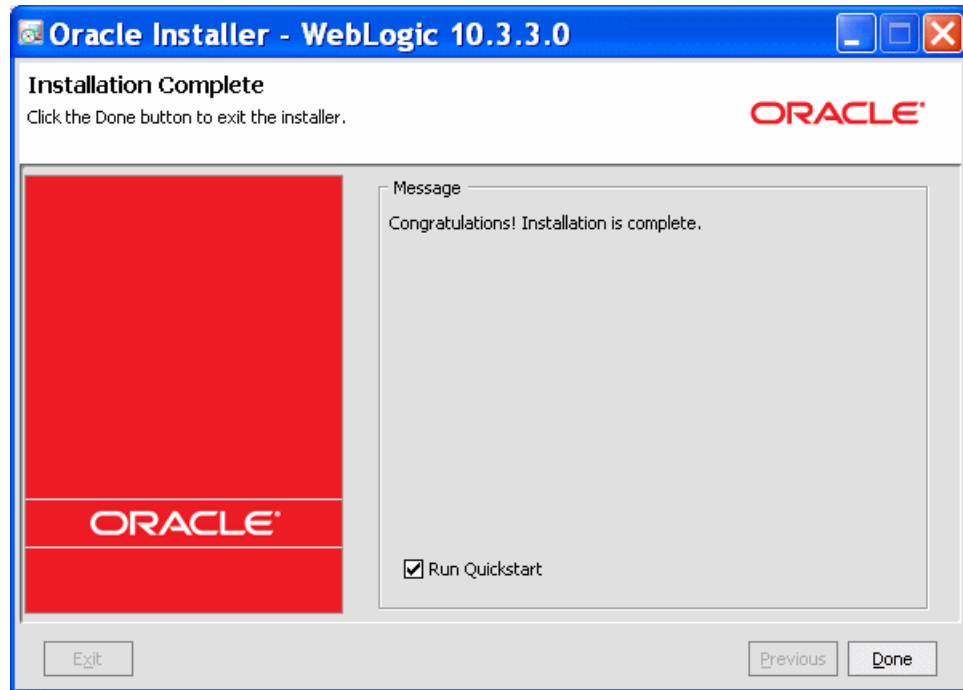 Oracle Installer - WebLogic 10.3.3.0
Installation Complete
Click the Done button to exit the installer.
ORACLE
Message
Congratulations! Installation is complete.
ORACLE
Run Quickstart
Exit
Previous
Done